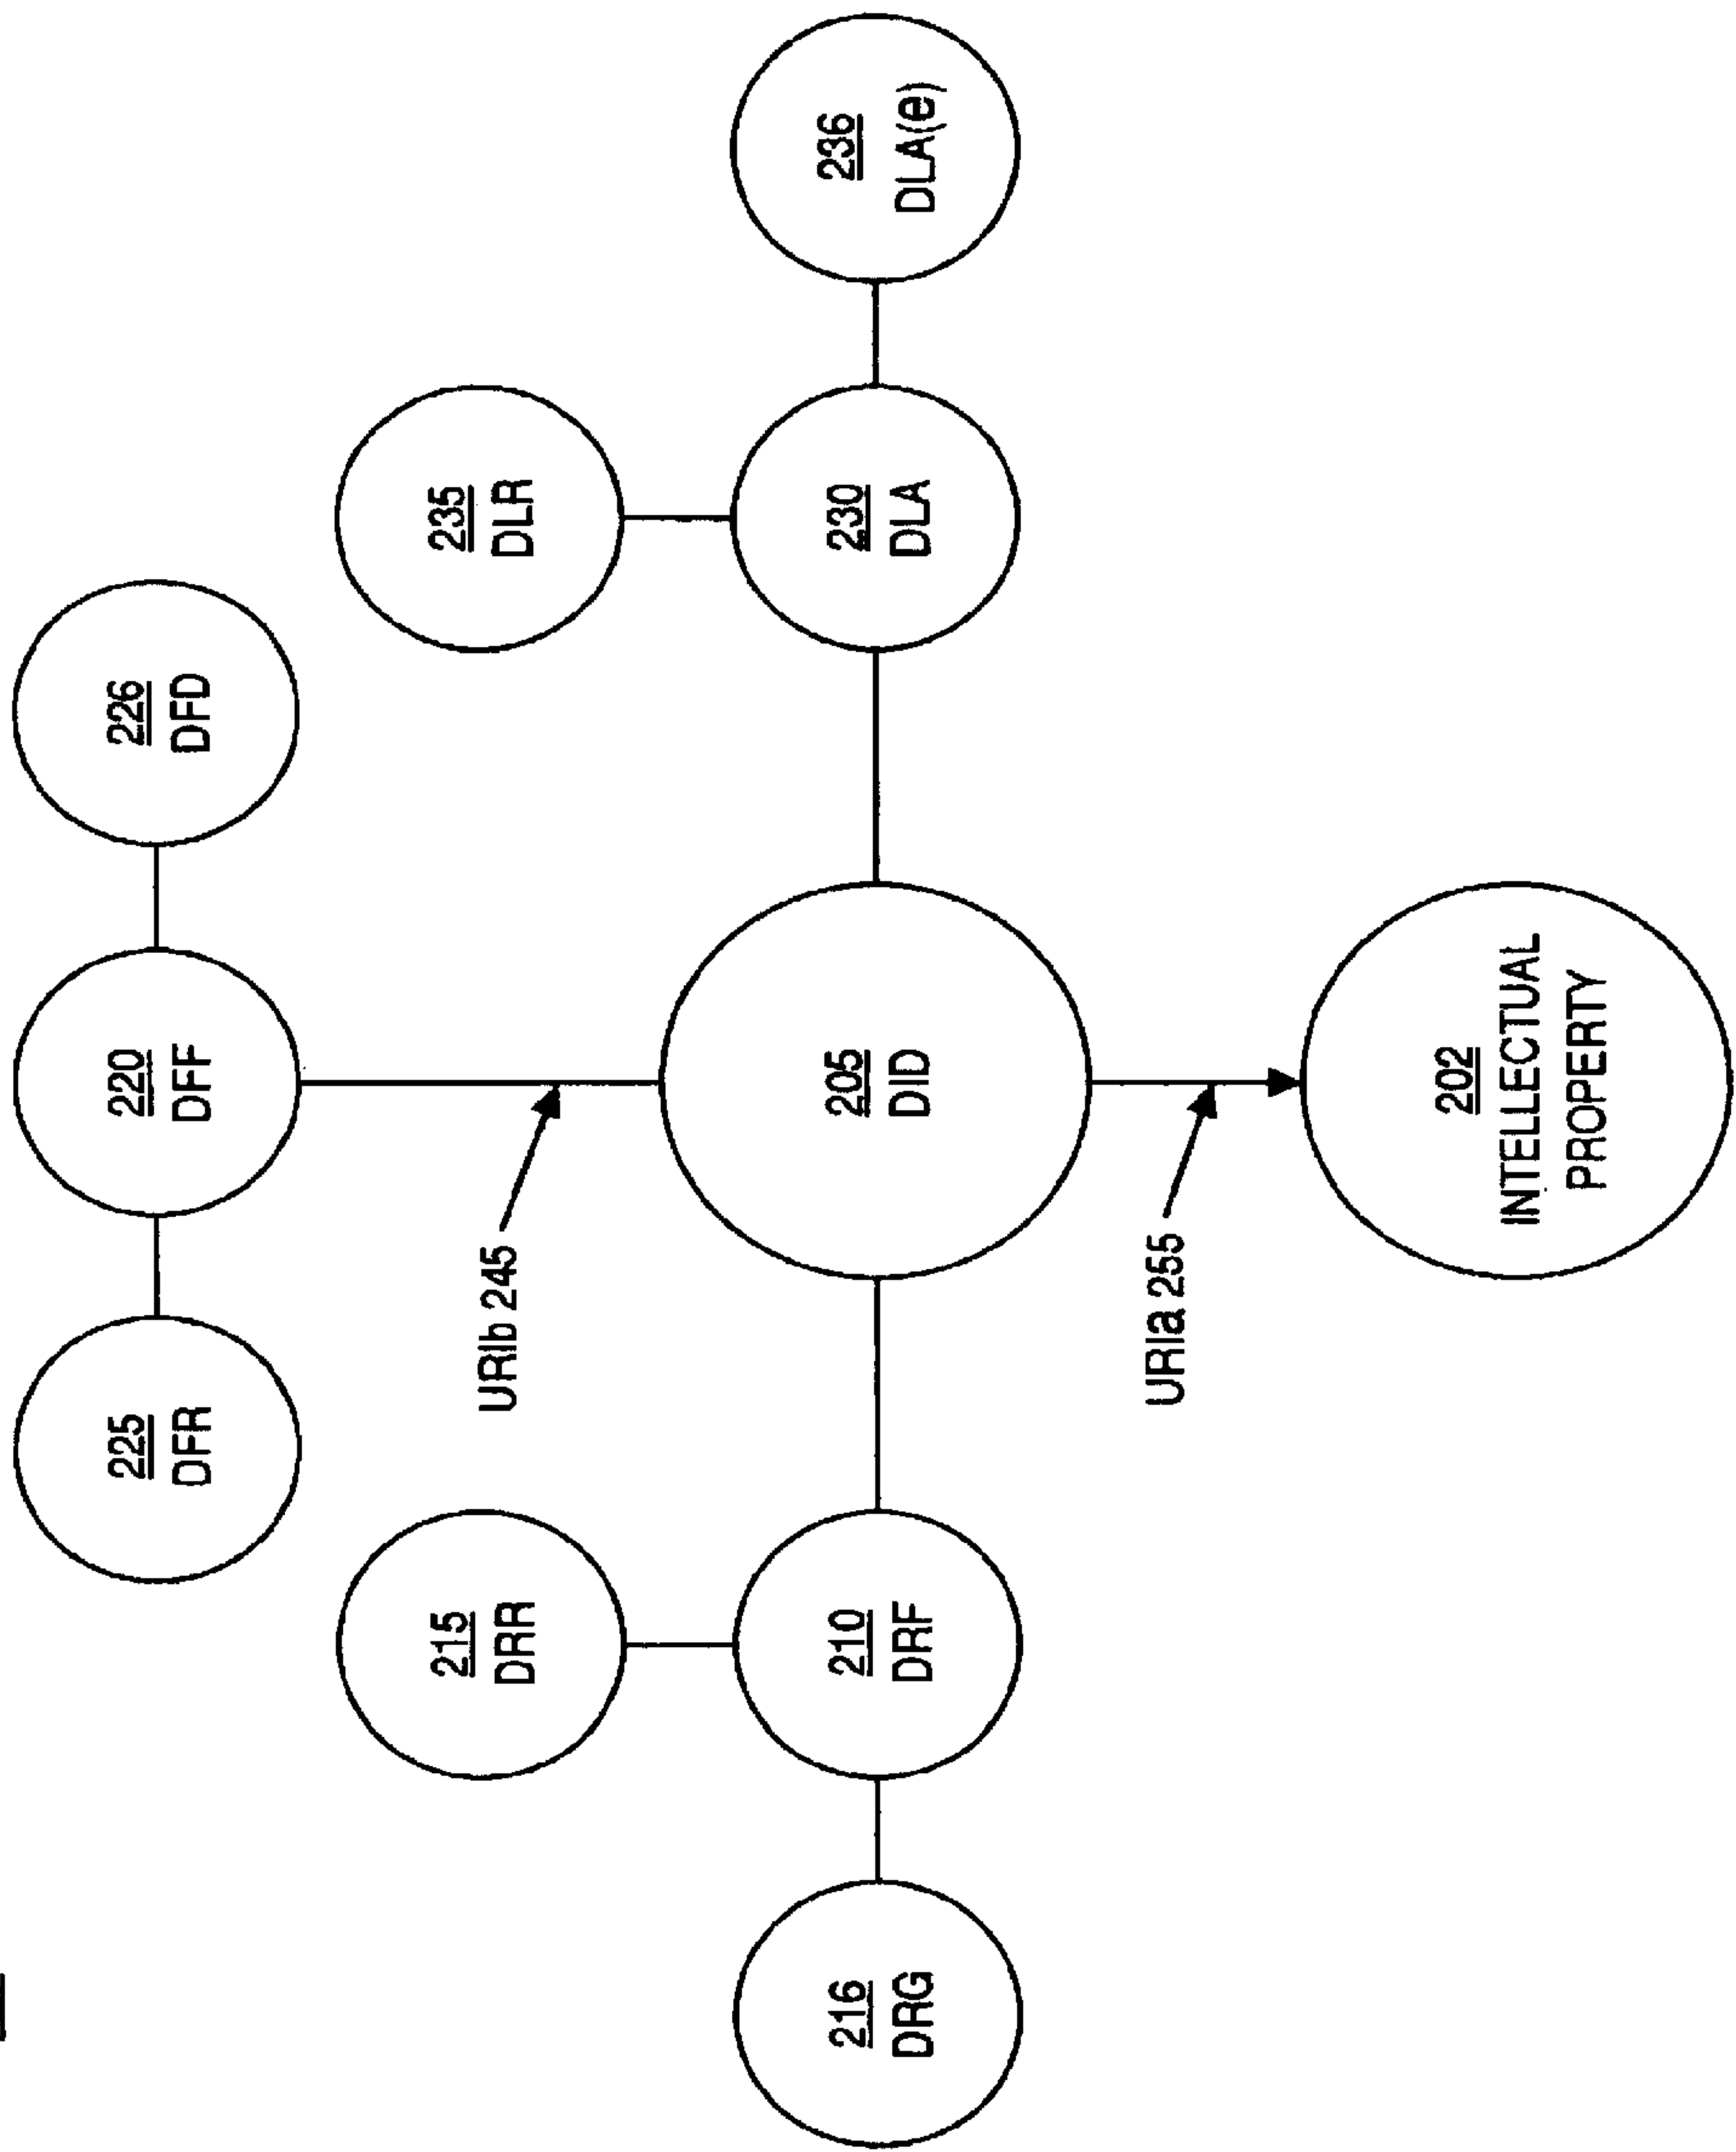 225
DFR
220
DFF
226
DFD
215
DRR
URIb 245
235
DLR
216
DRG
210
DRF
205
DID
230
DLA
236
DLA(e)
URIa 255
202
INTELLECTUAL
PROPERTY